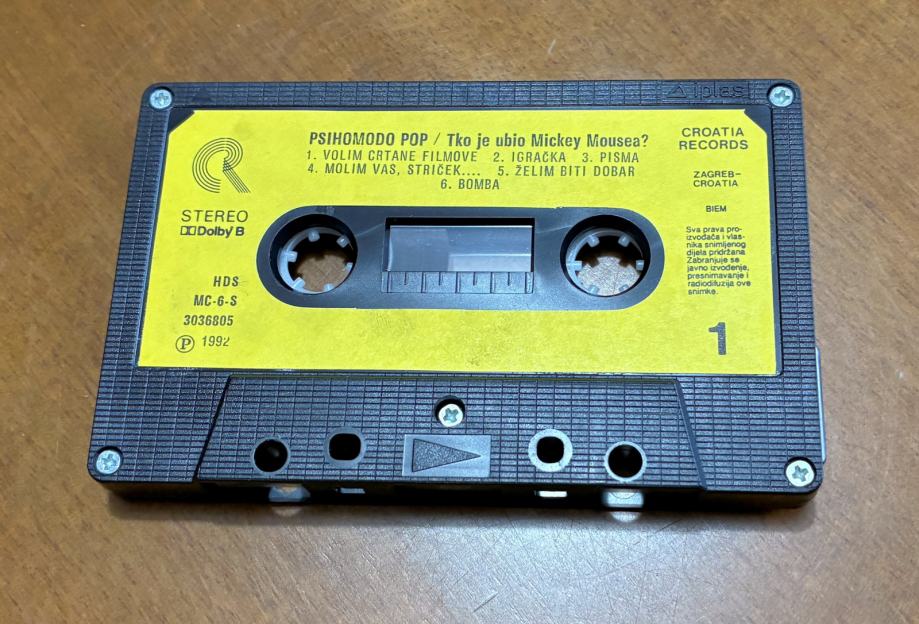 △ iplas
PSIHOMODO POP / Tko je ubio Mickey Mousea?
1. VOLIM CRTANE FILMOVE 2. IGRAČKA 3. PISMA
4. MOLIM VAS, STRIČEK.... 5. ŽELIM BITI DOBAR
6. BOMBA
CROATIA
RECORDS
ZAGREB–
CROATIA
BIEM
Sva prava pro-
izvođača i vlas-
nika snimljenog
dijela pridržana.
Zabranjuje se
javno izvođenje,
presnimavanje i
radiodifuzija ove
snimke.
1
STEREO
Dolby B
HDS
MC-6-S
3036805
Ⓟ 1992